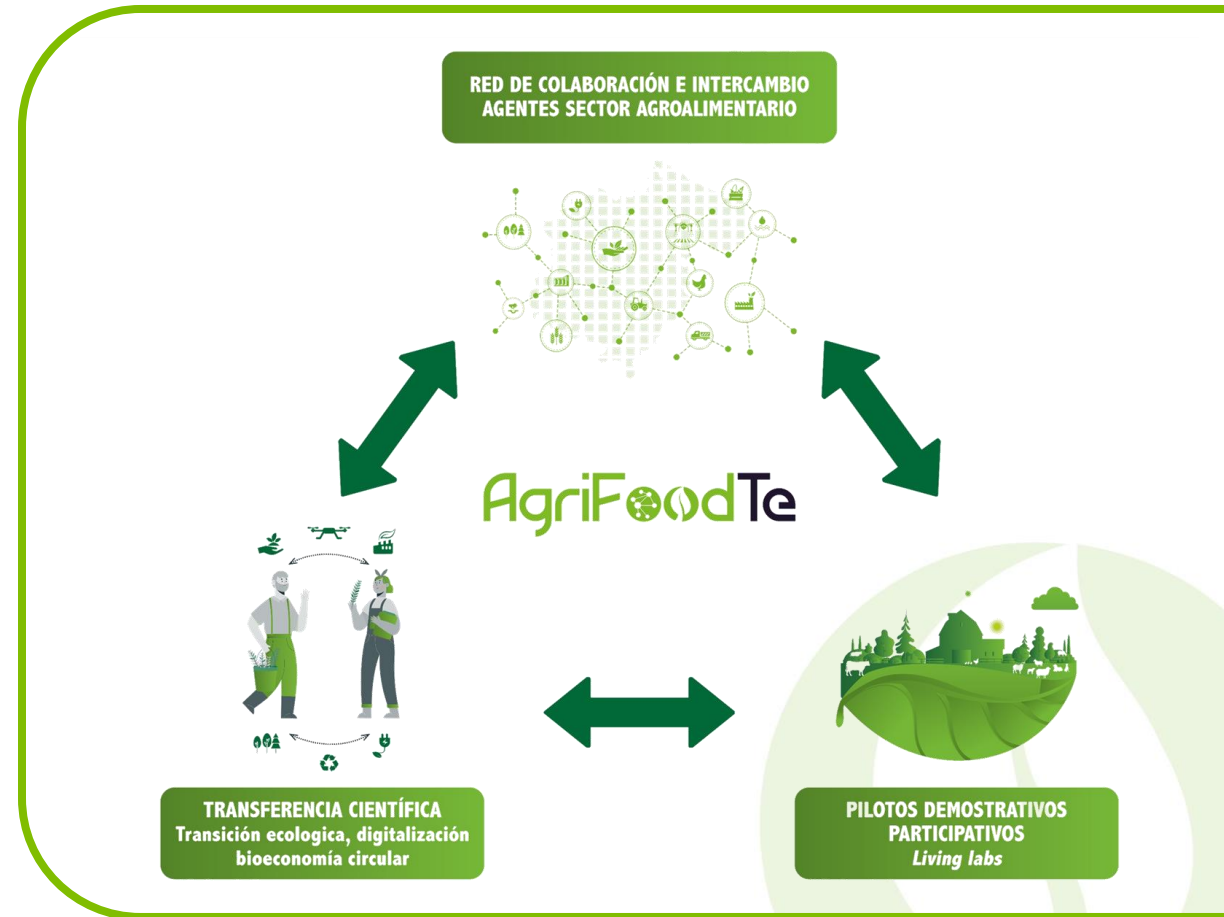 RED DE COLABORACIÓN E INTERCAMBIO
AGENTES SECTOR AGROALIMENTARIO
AgriFoodTe
TRANSFERENCIA CIENTÍFICA
Transición ecologica, digitalización
bioeconomía circular
PILOTOS DEMOSTRATIVOS
PARTICIPATIVOS
Living labs